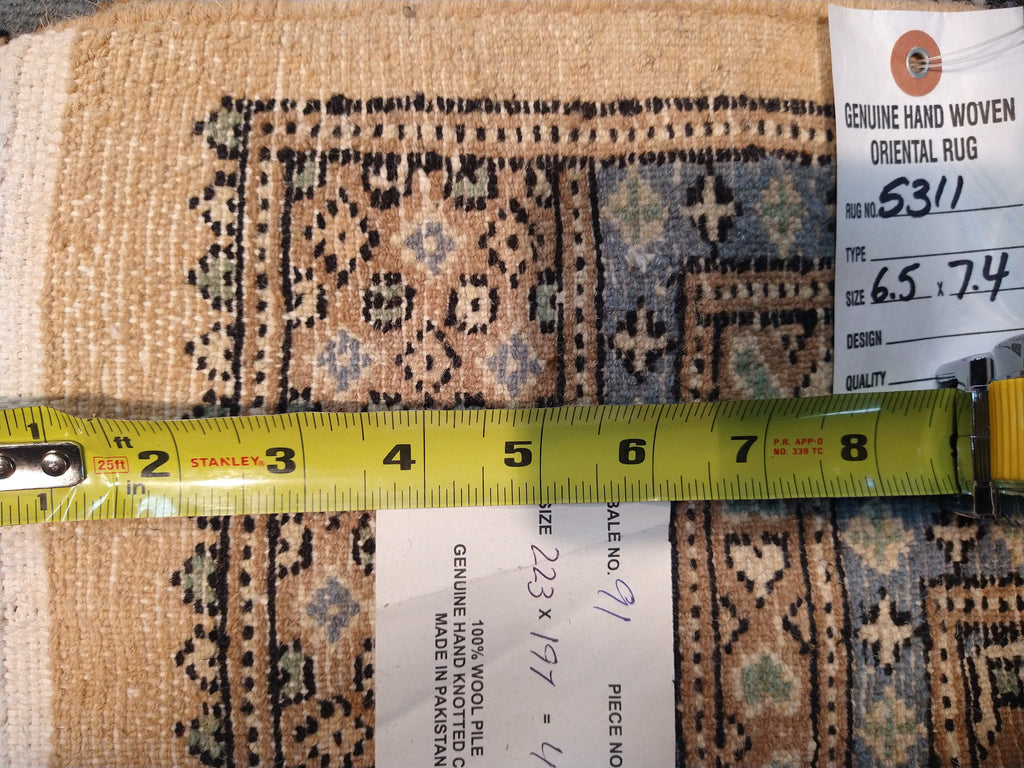 GENUINE HAND WOVEN
ORIENTAL RUG
RUG NO. 5311
TYPE
SIZE 6.5 x 7.4
DESIGN
QUALITY
1 ft 2 STANLEY® 3 4 5 6 7 P.R. APP-D 8
25ft NO. 339 TC
1 in
BALE NO. 91 PIECE NO
SIZE 223 x 197 = 4
100% WOOL PILE
GENUINE HAND KNOTTED C
MADE IN PAKISTAN